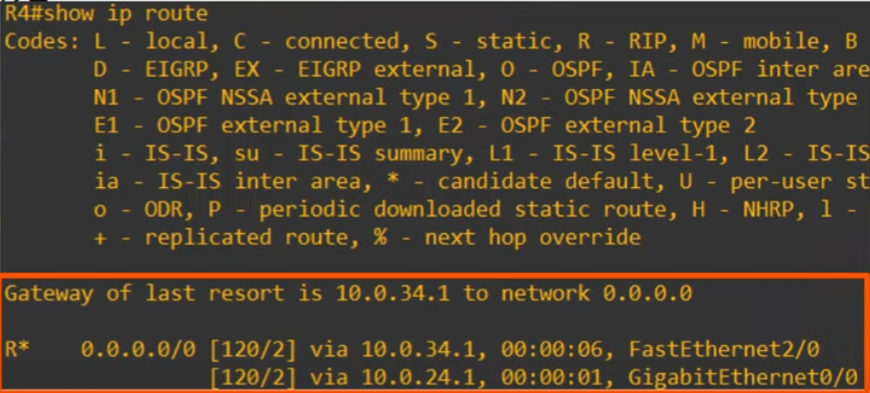 R4#show ip route
Codes: L - local, C - connected, S - static, R - RIP, M - mobile, B
D - EIGRP, EX - EIGRP external, O - OSPF, IA - OSPF inter are
N1 - OSPF NSSA external type 1, N2 - OSPF NSSA external type
E1 - OSPF external type 1, E2 - OSPF external type 2
i - IS-IS, su - IS-IS summary, L1 - IS-IS level-1, L2 - IS-IS
ia - IS-IS inter area, * - candidate default, U - per-user st
o - ODR, P - periodic downloaded static route, H - NHRP, l -
+ - replicated route, % - next hop override
Gateway of last resort is 10.0.34.1 to network 0.0.0.0
R* 0.0.0.0/0 [120/2] via 10.0.34.1, 00:00:06, FastEthernet2/0
[120/2] via 10.0.24.1, 00:00:01, GigabitEthernet0/0